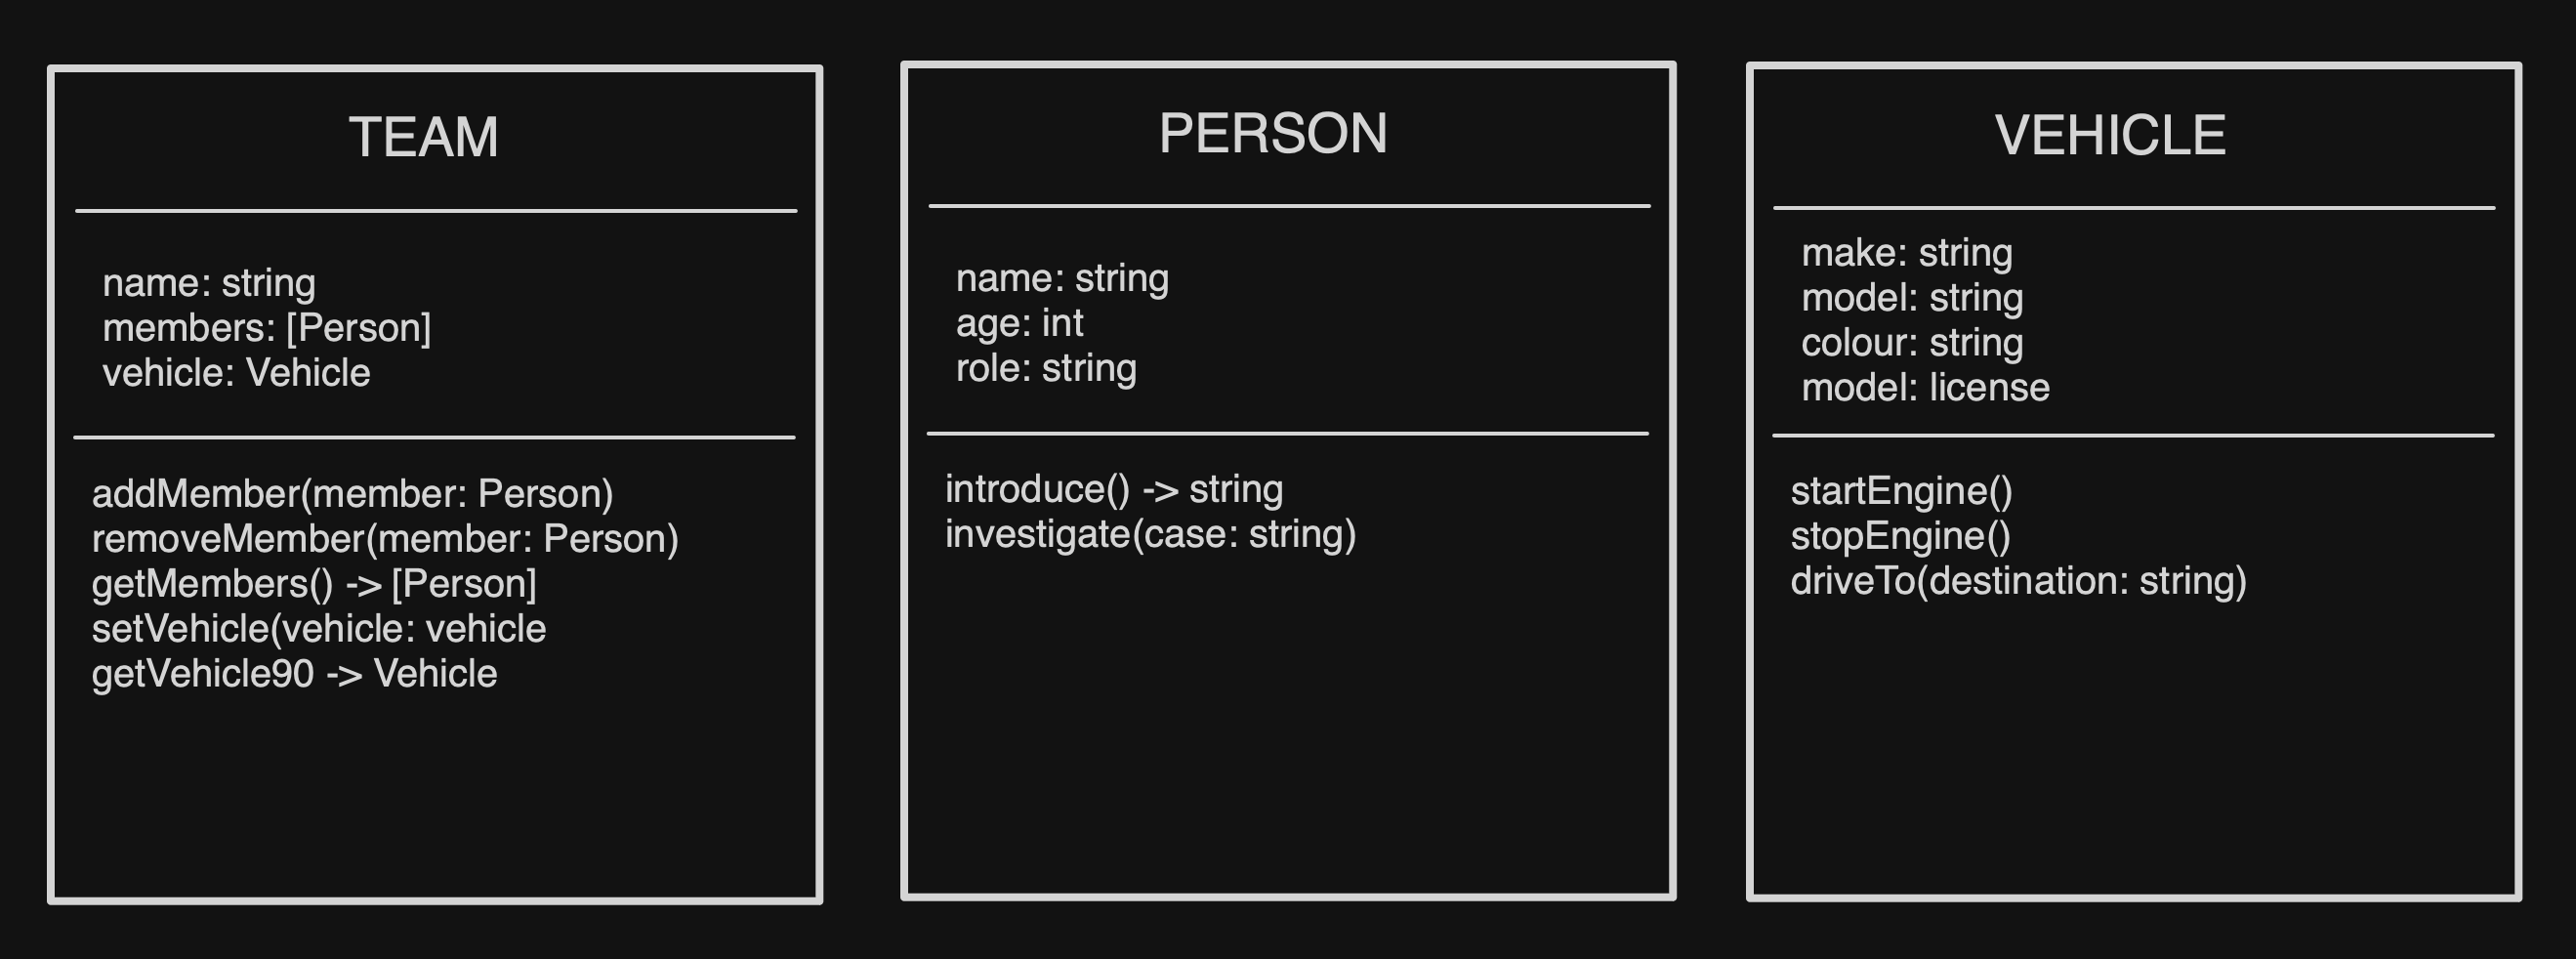 TEAM
name: string
members: [Person]
vehicle: Vehicle
addMember(member: Person)
removeMember(member: Person)
getMembers() -> [Person]
setVehicle(vehicle: vehicle
getVehicle90 -> Vehicle
PERSON
name: string
age: int
role: string
introduce() -> string
investigate(case: string)
VEHICLE
make: string
model: string
colour: string
model: license
startEngine()
stopEngine()
driveTo(destination: string)